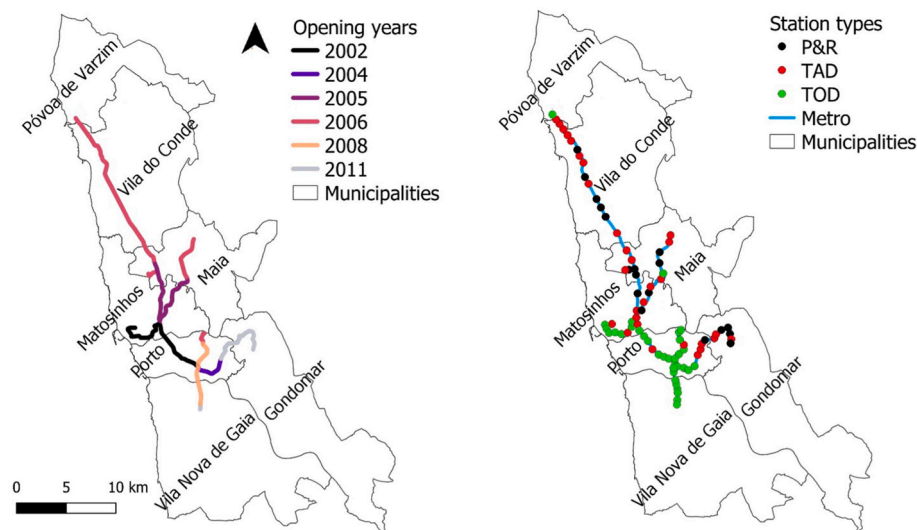 Opening years
2002
2004
2005
2006
2008
2011
Municipalities
Póvoa de Varzim
Vila do Conde
Maia
Matosinhos
Porto
Gondomar
Vila Nova de Gaia
0 5 10 km
Station types
P&R
TAD
TOD
Metro
Municipalities
Póvoa de Varzim
Vila do Conde
Maia
Matosinhos
Porto
Gondomar
Vila Nova de Gaia